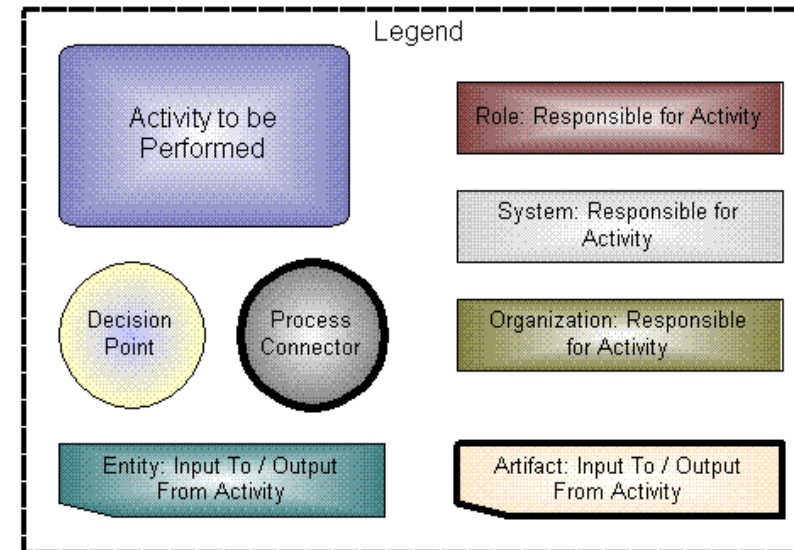 Legend
Activity to be
Performed
Role: Responsible for Activity
System: Responsible for
Activity
Decision
Point
Process
Connector
Organization: Responsible
for Activity
Entity: Input To / Output
From Activity
Artifact: Input To / Output
From Activity